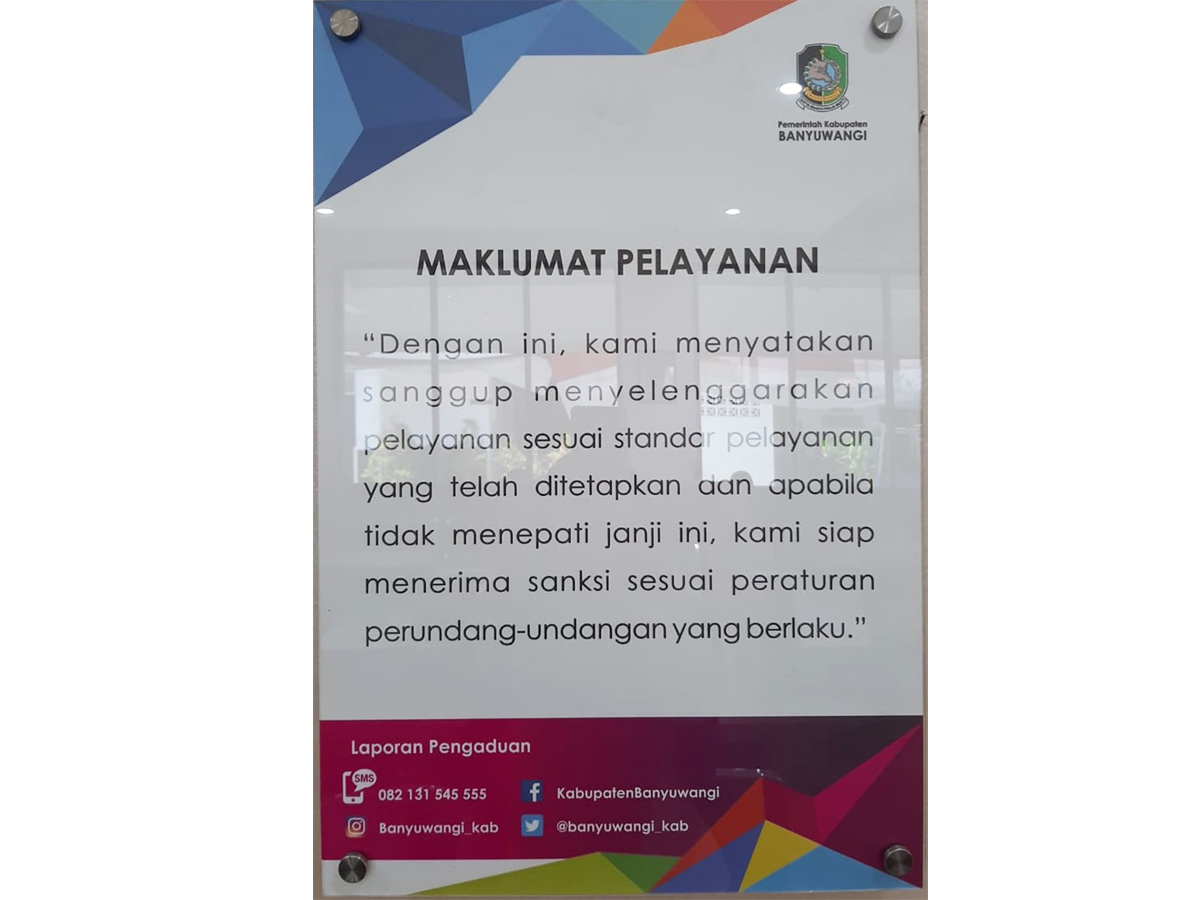 Pemerintah Kabupaten
BANYUWANGI
MAKLUMAT PELAYANAN
“Dengan ini, kami menyatakan
sanggup menyelenggarakan
pelayanan sesuai standar pelayanan
yang telah ditetapkan dan apabila
tidak menepati janji ini, kami siap
menerima sanksi sesuai peraturan
perundang-undangan yang berlaku.”
Laporan Pengaduan
SMS
082 131 545 555
KabupatenBanyuwangi
Banyuwangi_kab
@banyuwangi_kab